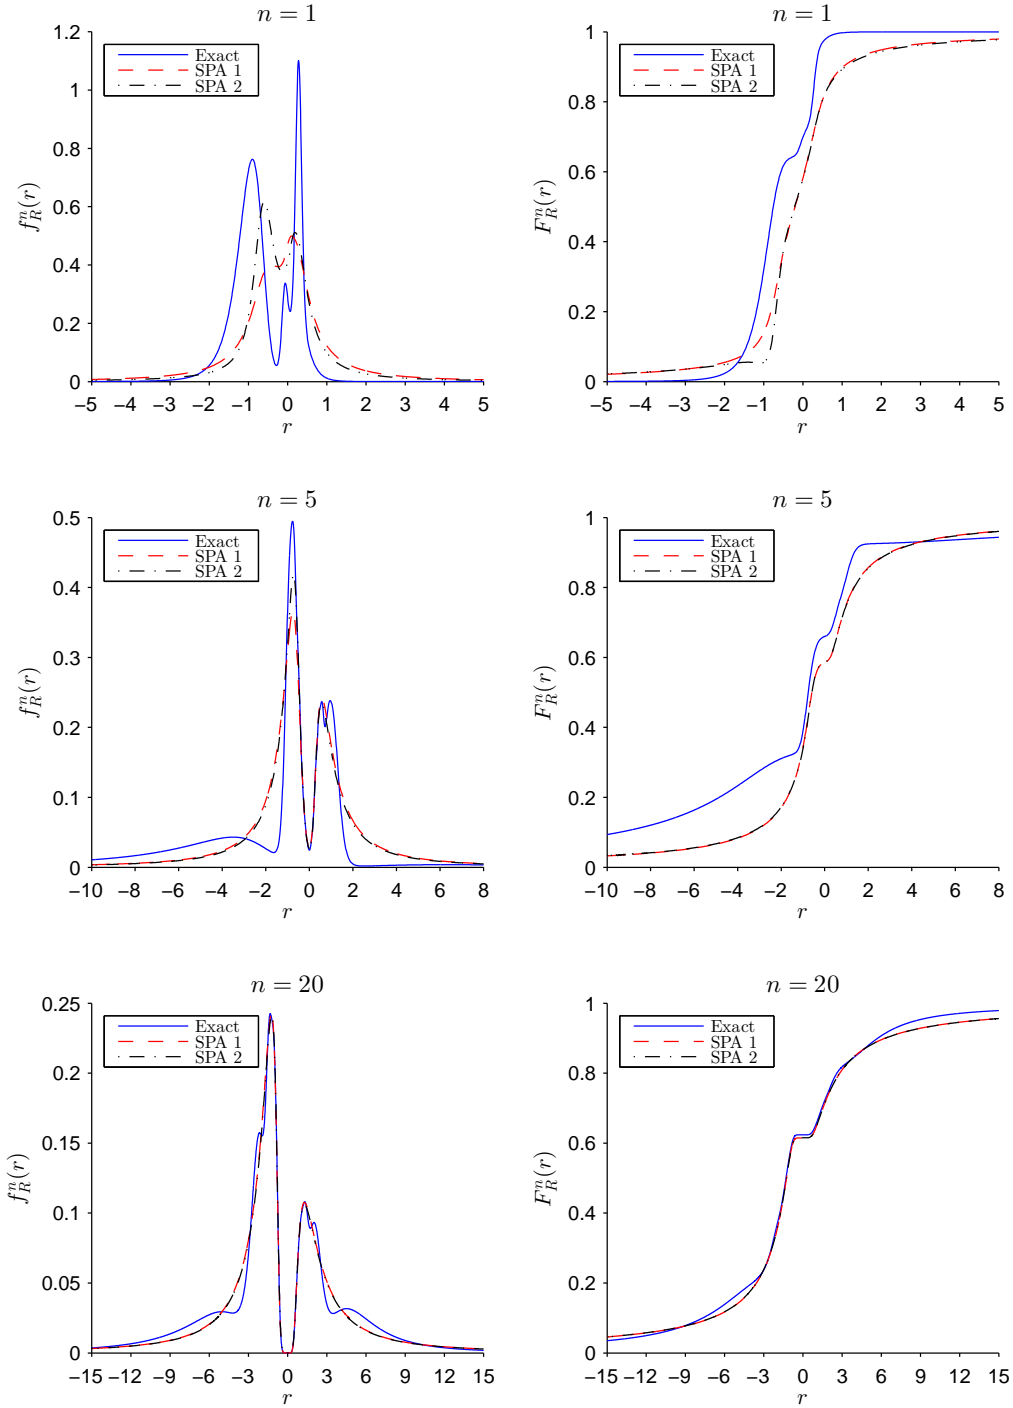 n = 1
1.2
1
0.8
0.6
0.4
0.2
0
f_R^n(r)
Exact
SPA 1
SPA 2
−5 −4 −3 −2 −1 0 1 2 3 4 5
r
n = 1
1
0.8
0.6
0.4
0.2
0
F_R^n(r)
Exact
SPA 1
SPA 2
−5 −4 −3 −2 −1 0 1 2 3 4 5
r
n = 5
0.5
0.4
0.3
0.2
0.1
0
f_R^n(r)
Exact
SPA 1
SPA 2
−10 −8 −6 −4 −2 0 2 4 6 8
r
n = 5
1
0.8
0.6
0.4
0.2
0
F_R^n(r)
Exact
SPA 1
SPA 2
−10 −8 −6 −4 −2 0 2 4 6 8
r
n = 20
0.25
0.2
0.15
0.1
0.05
0
f_R^n(r)
Exact
SPA 1
SPA 2
−15 −12 −9 −6 −3 0 3 6 9 12 15
r
n = 20
1
0.8
0.6
0.4
0.2
0
F_R^n(r)
Exact
SPA 1
SPA 2
−15 −12 −9 −6 −3 0 3 6 9 12 15
r